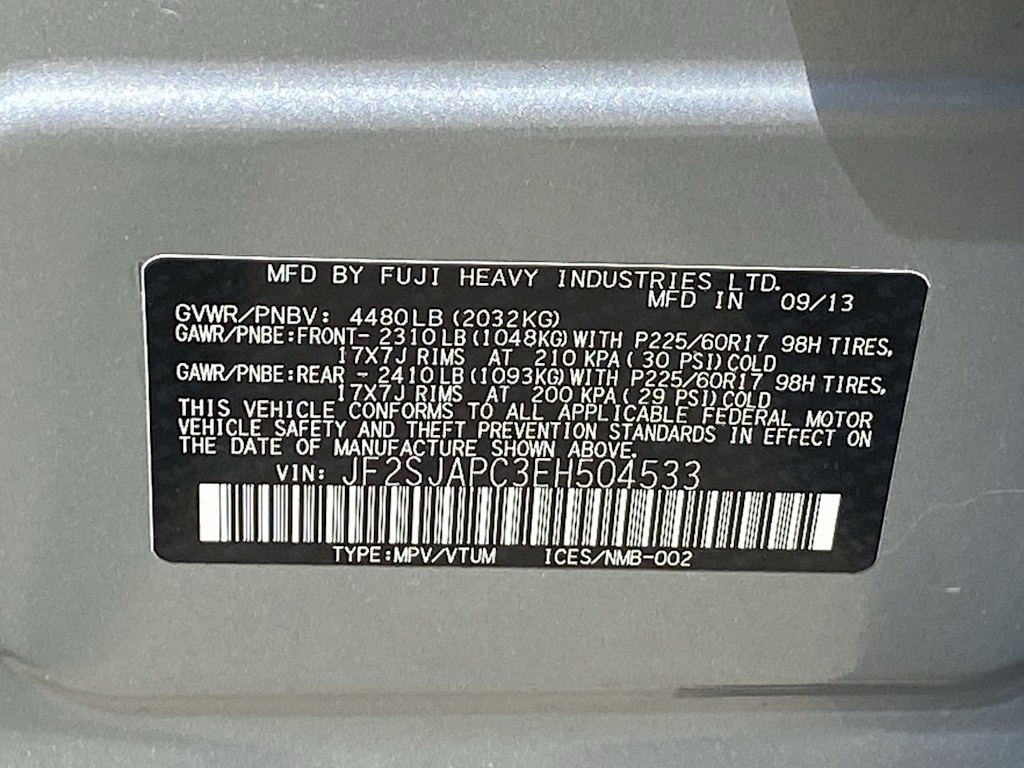 MFD BY FUJI HEAVY INDUSTRIES LTD.
MFD IN 09/13
GVWR/PNBV: 4480LB(2032KG)
GAWR/PNBE:FRONT- 2310LB(1048KG)WITH P225/60R17 98H TIRES,
17X7J RIMS AT 210 KPA(30 PSI)COLD
GAWR/PNBE:REAR - 2410LB(1093KG)WITH P225/60R17 98H TIRES,
17X7J RIMS AT 200 KPA(29 PSI)COLD
THIS VEHICLE CONFORMS TO ALL APPLICABLE FEDERAL MOTOR
VEHICLE SAFETY AND THEFT PREVENTION STANDARDS IN EFFECT ON
THE DATE OF MANUFACTURE SHOWN ABOVE.
VIN: JF2SJAPC3EH504533
TYPE:MPV/VTUM ICES/NMB-002